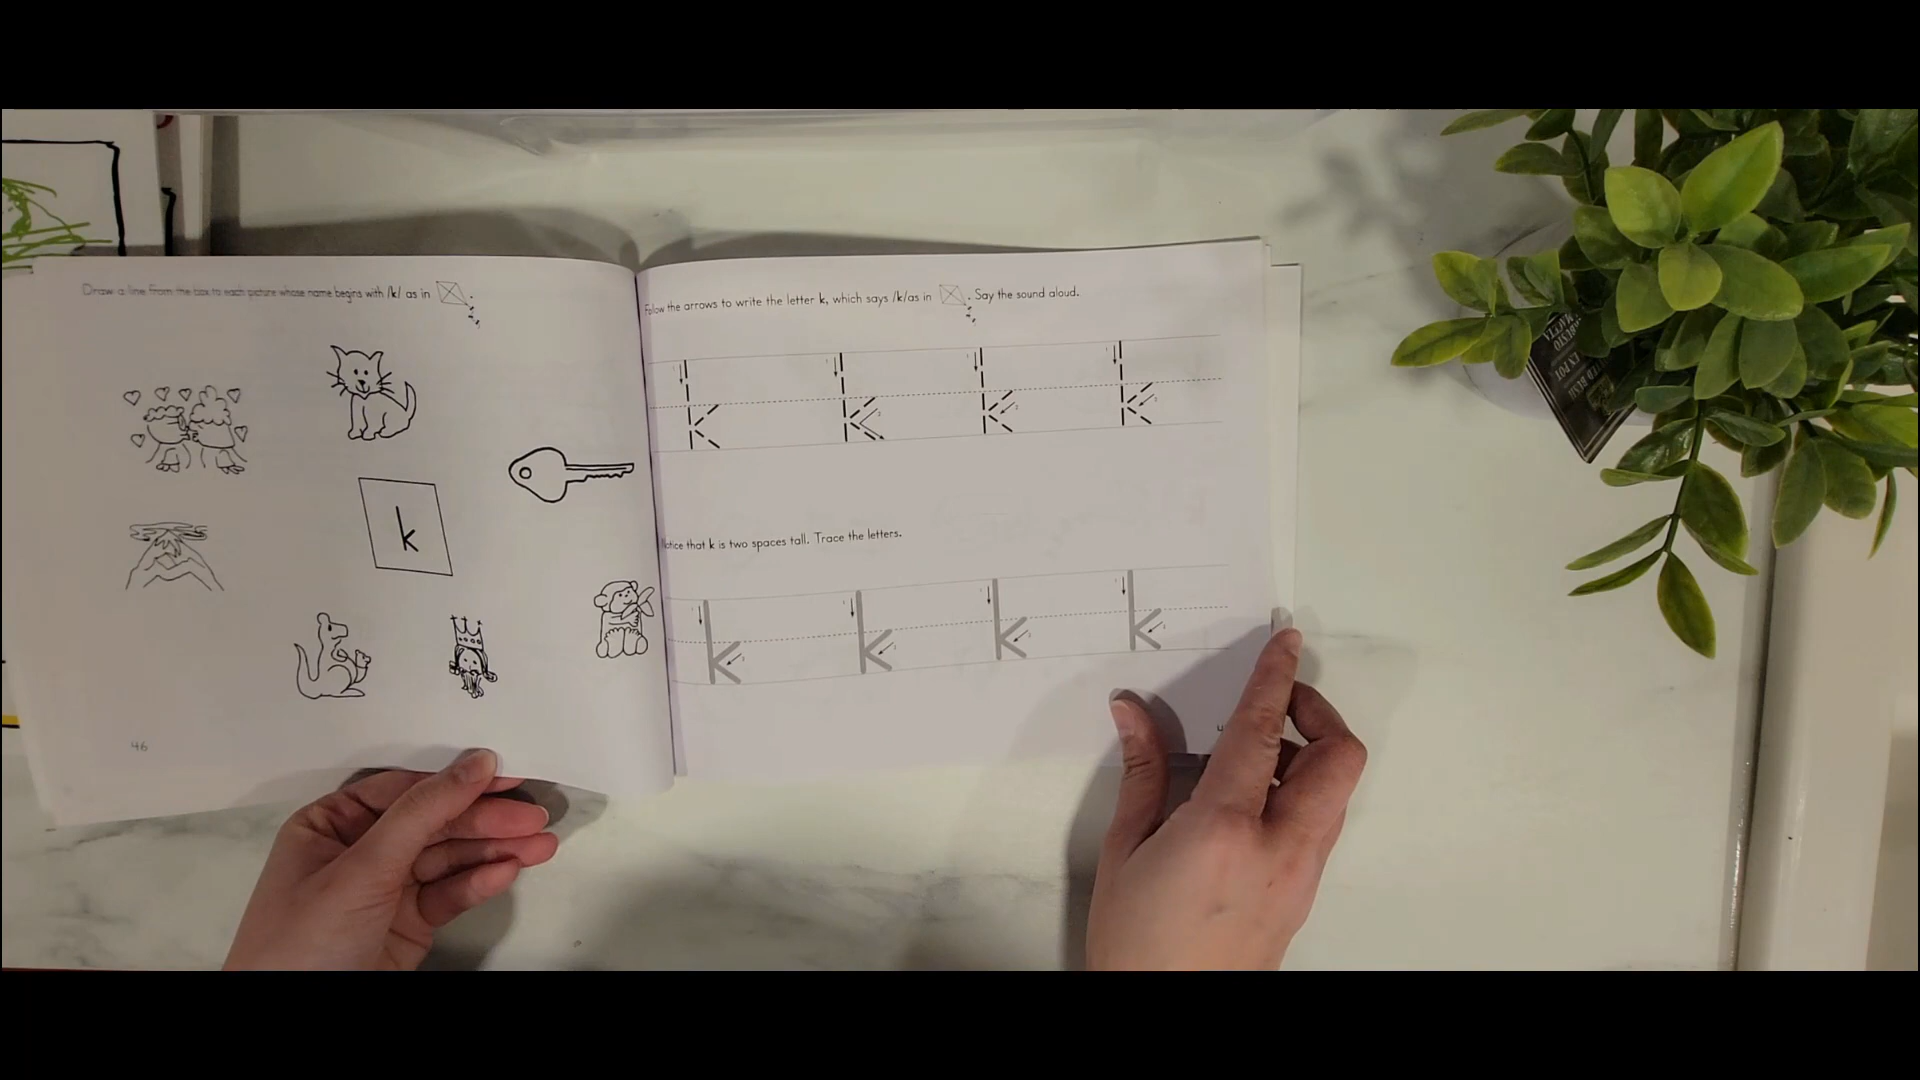 Draw a line from the box to each picture whose name begins with /k/ as in .
k
46
Follow the arrows to write the letter k, which says /k/as in . Say the sound aloud.
k k k k
Notice that k is two spaces tall. Trace the letters.
k k k k